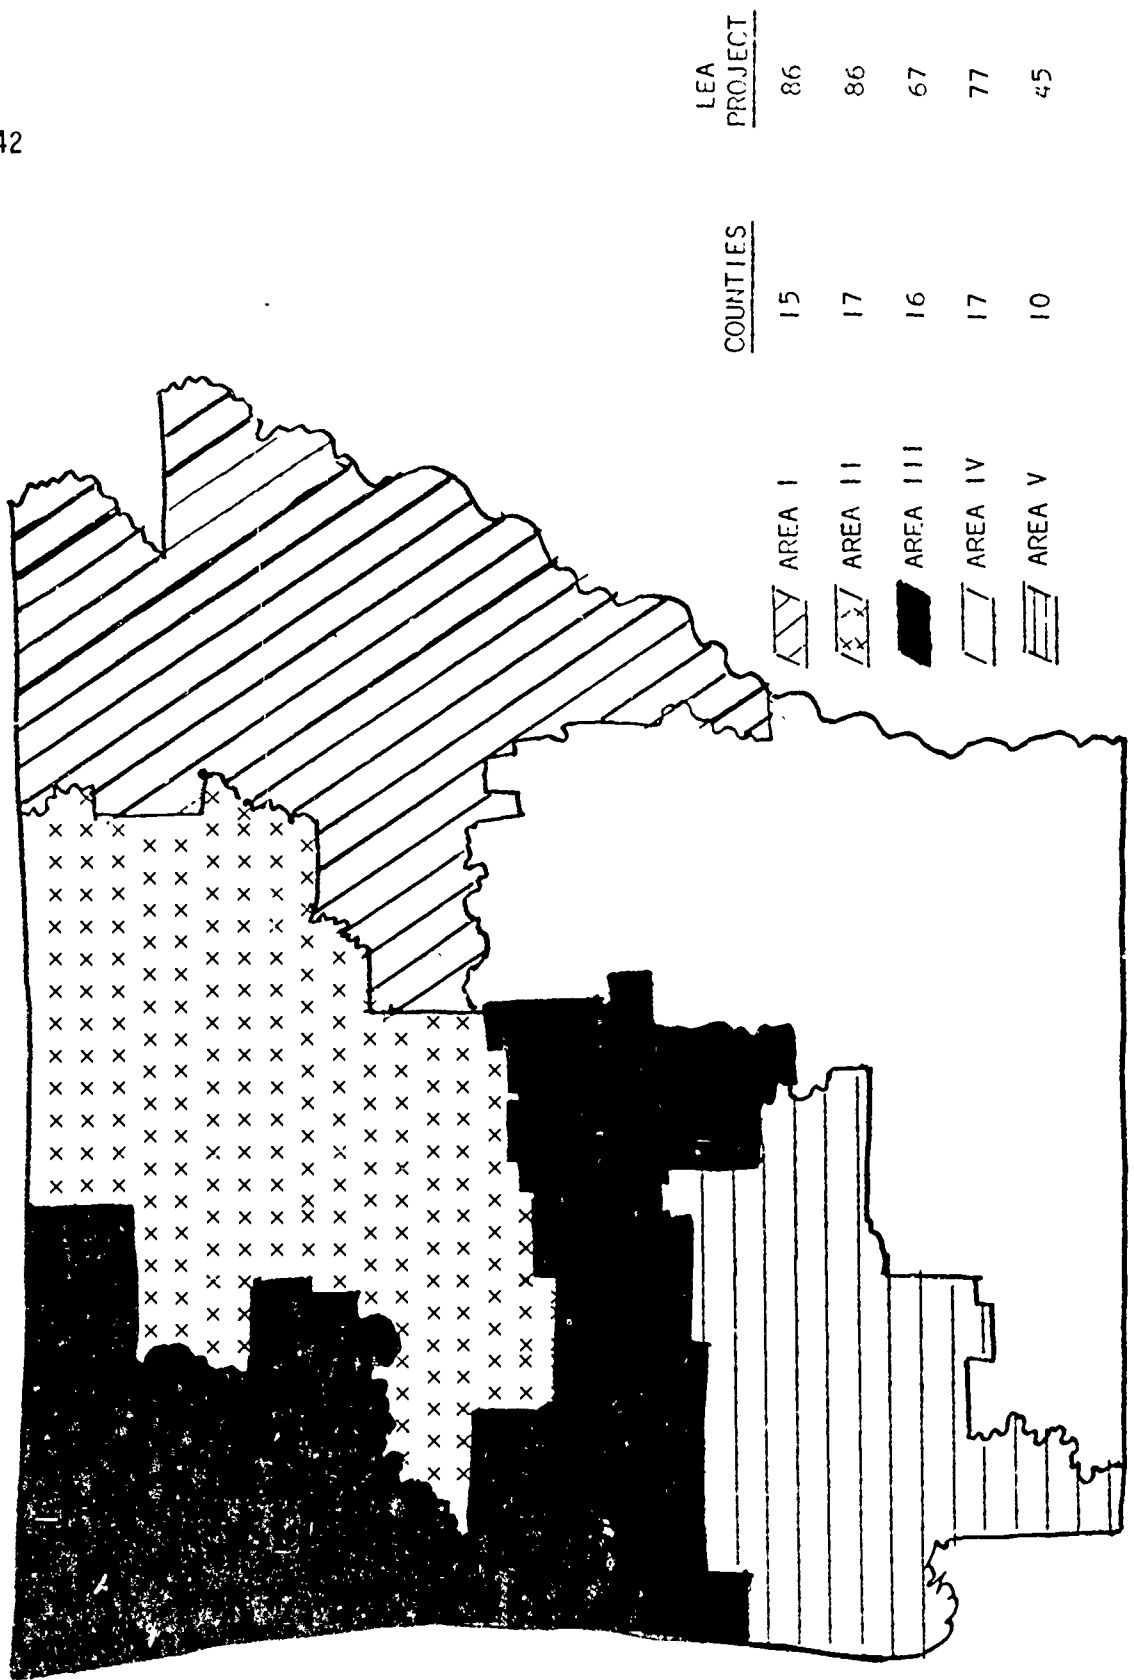 42
LEA
COUNTIES PROJECT
AREA I 15 86
AREA II 17 86
AREA III 16 67
AREA IV 17 77
AREA V 10 45